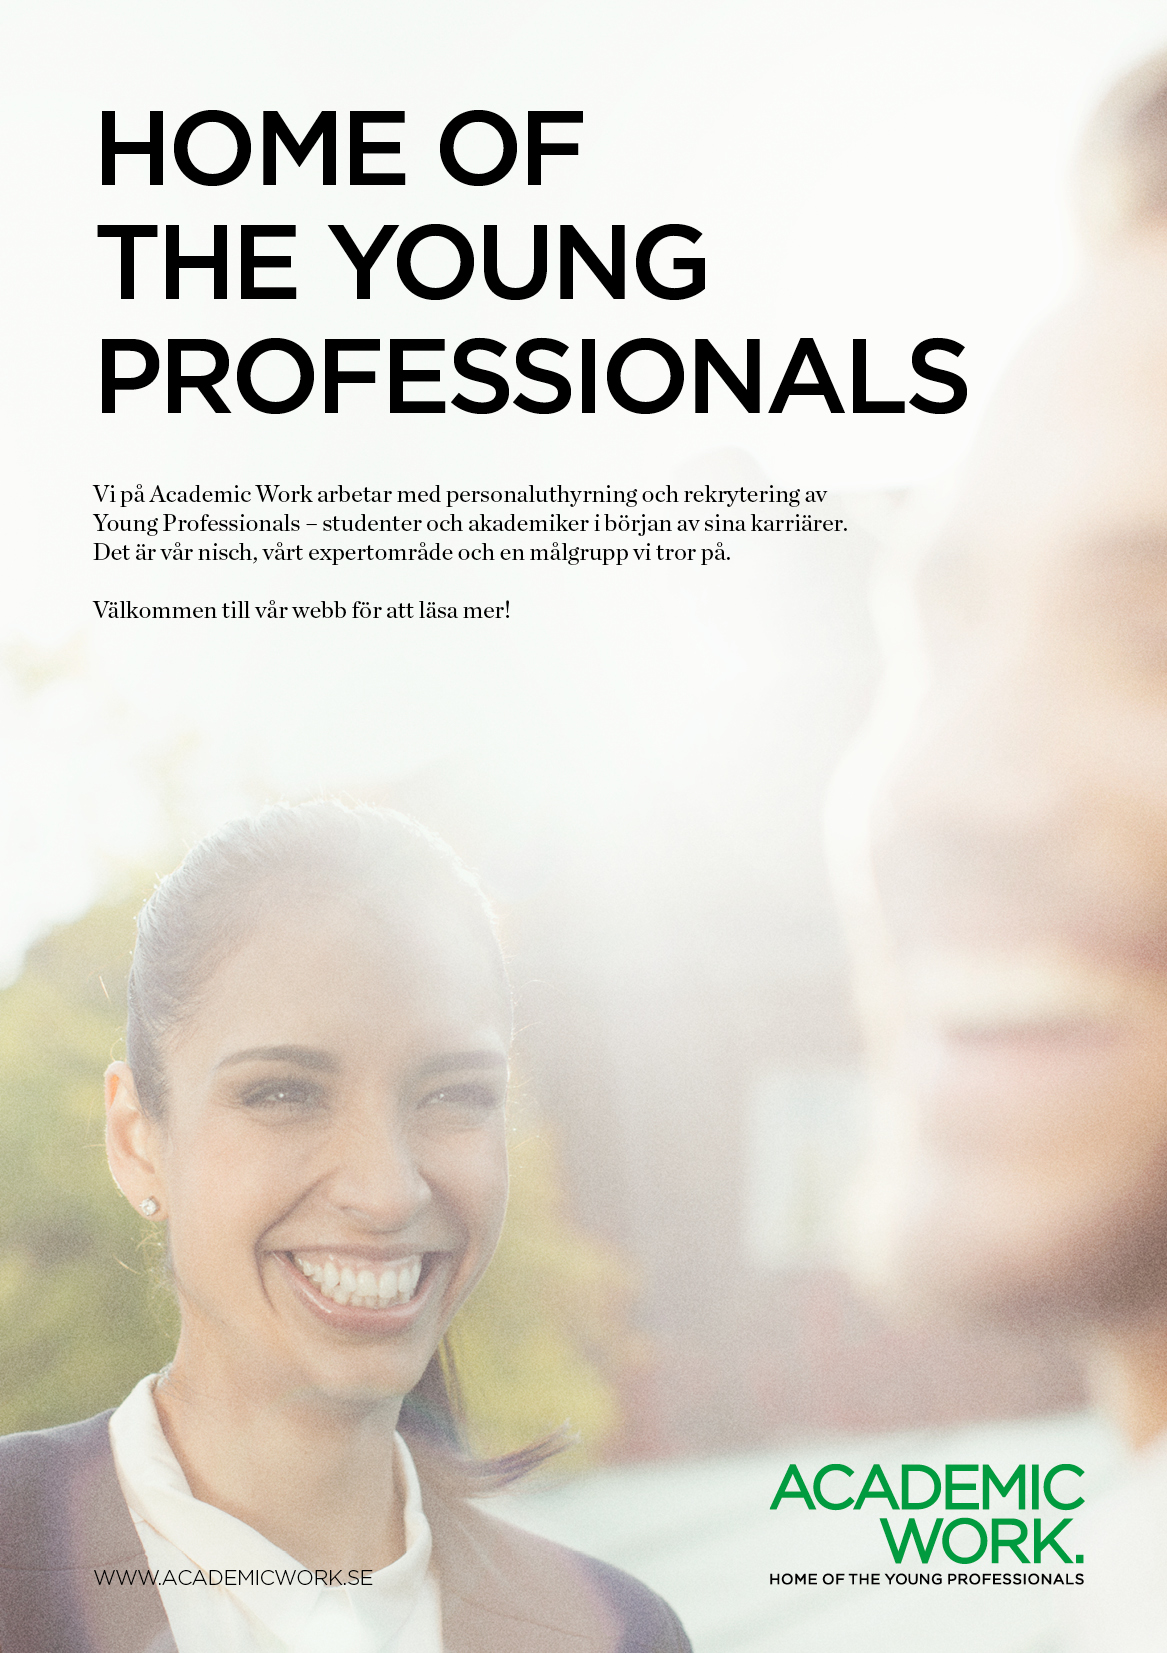 HOME OF
THE YOUNG
PROFESSIONALS
Vi på Academic Work arbetar med personaluthyrning och rekrytering av
Young Professionals – studenter och akademiker i början av sina karriärer.
Det är vår nisch, vårt expertområde och en målgrupp vi tror på.
Välkommen till vår webb för att läsa mer!
ACADEMIC
WORK.
HOME OF THE YOUNG PROFESSIONALS
WWW.ACADEMICWORK.SE